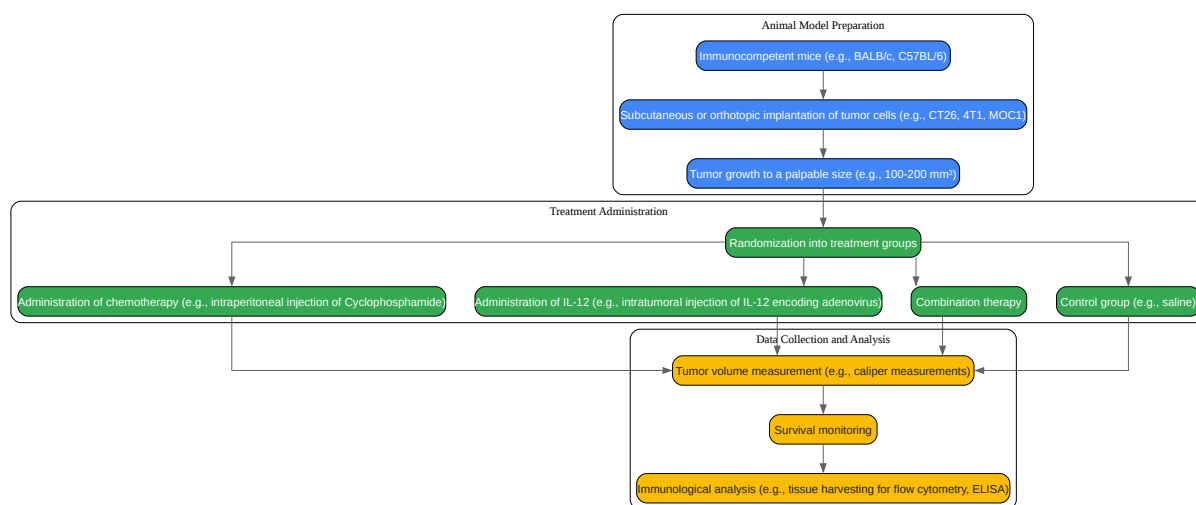 Animal Model Preparation
Immunocompetent mice (e.g., BALB/c, C57BL/6)
Subcutaneous or orthotopic implantation of tumor cells (e.g., CT26, 4T1, MOC1)
Tumor growth to a palpable size (e.g., 100-200 mm³)
Treatment Administration
Randomization into treatment groups
Administration of chemotherapy (e.g., intraperitoneal injection of Cyclophosphamide)
Administration of IL-12 (e.g., intratumoral injection of IL-12 encoding adenovirus)
Combination therapy
Control group (e.g., saline)
Data Collection and Analysis
Tumor volume measurement (e.g., caliper measurements)
Survival monitoring
Immunological analysis (e.g., tissue harvesting for flow cytometry, ELISA)